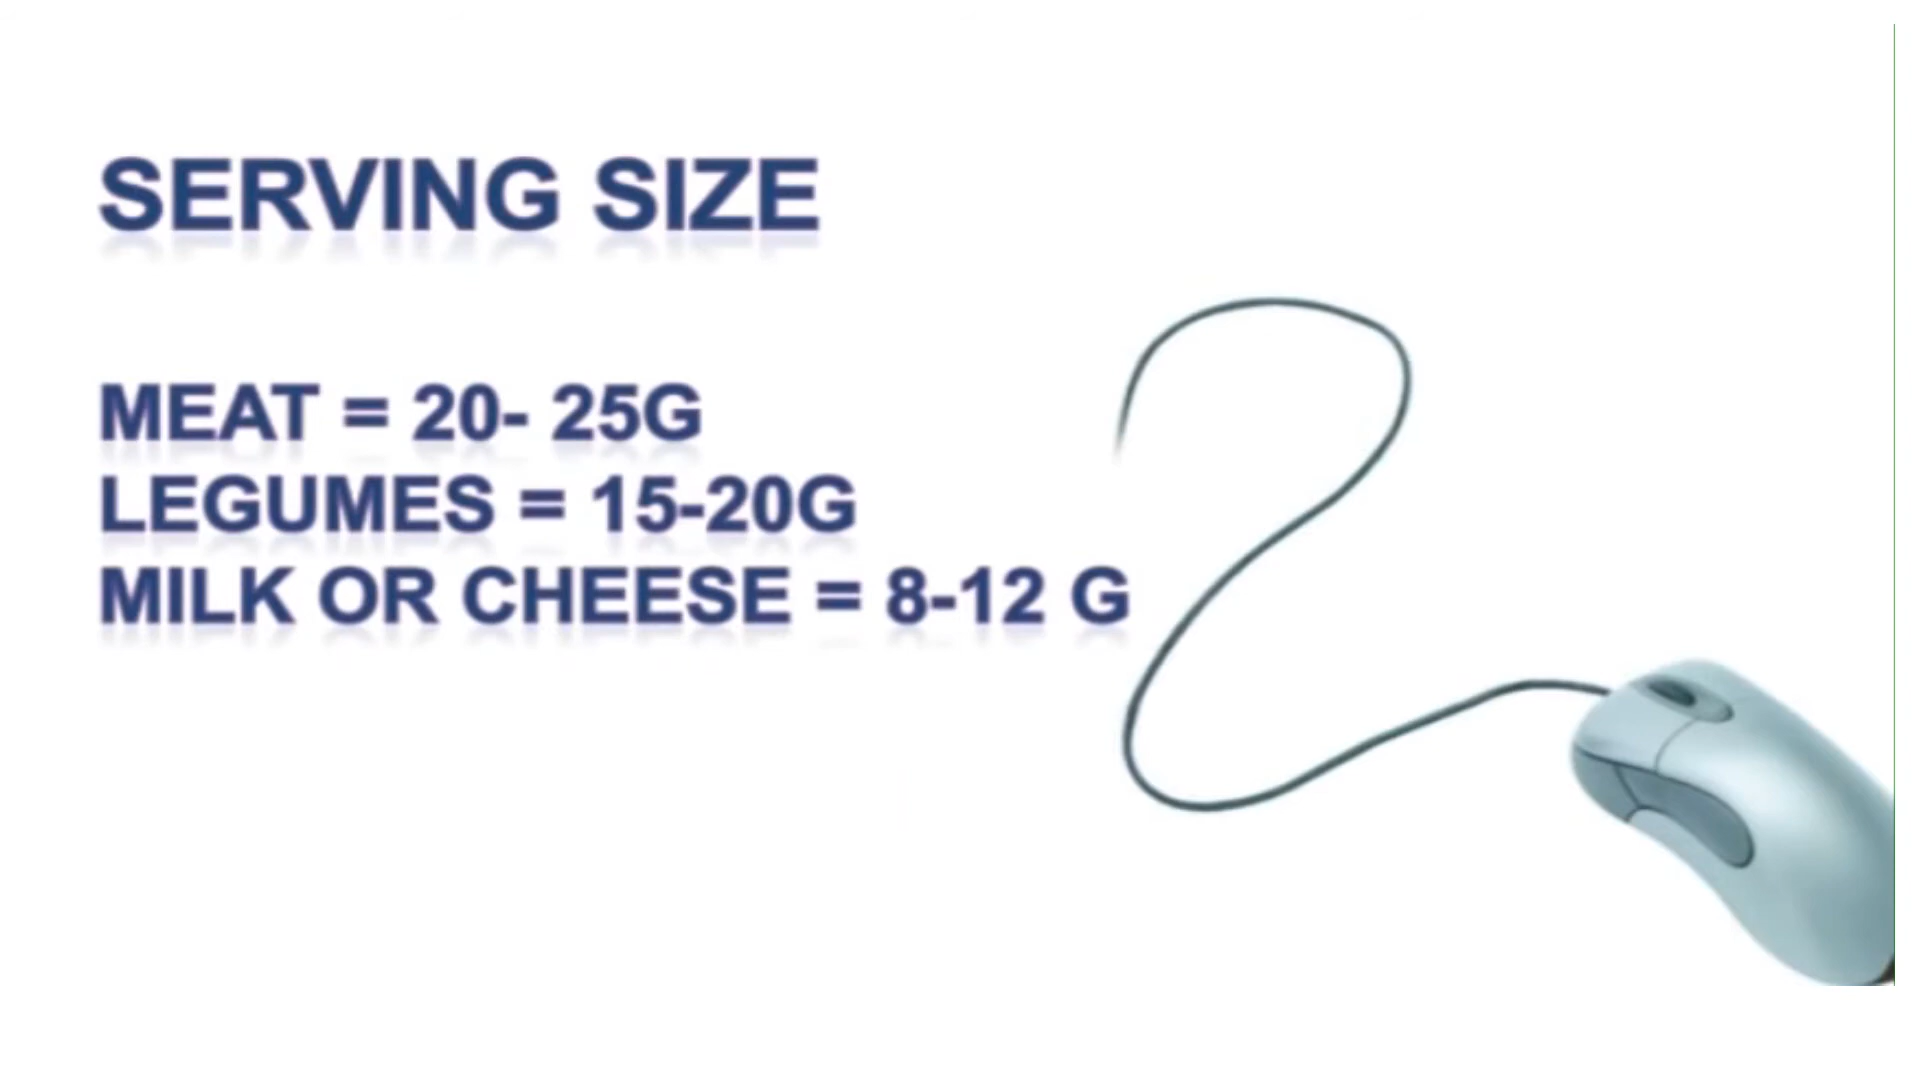 SERVING SIZE
MEAT = 20- 25G
LEGUMES = 15-20G
MILK OR CHEESE = 8-12 G